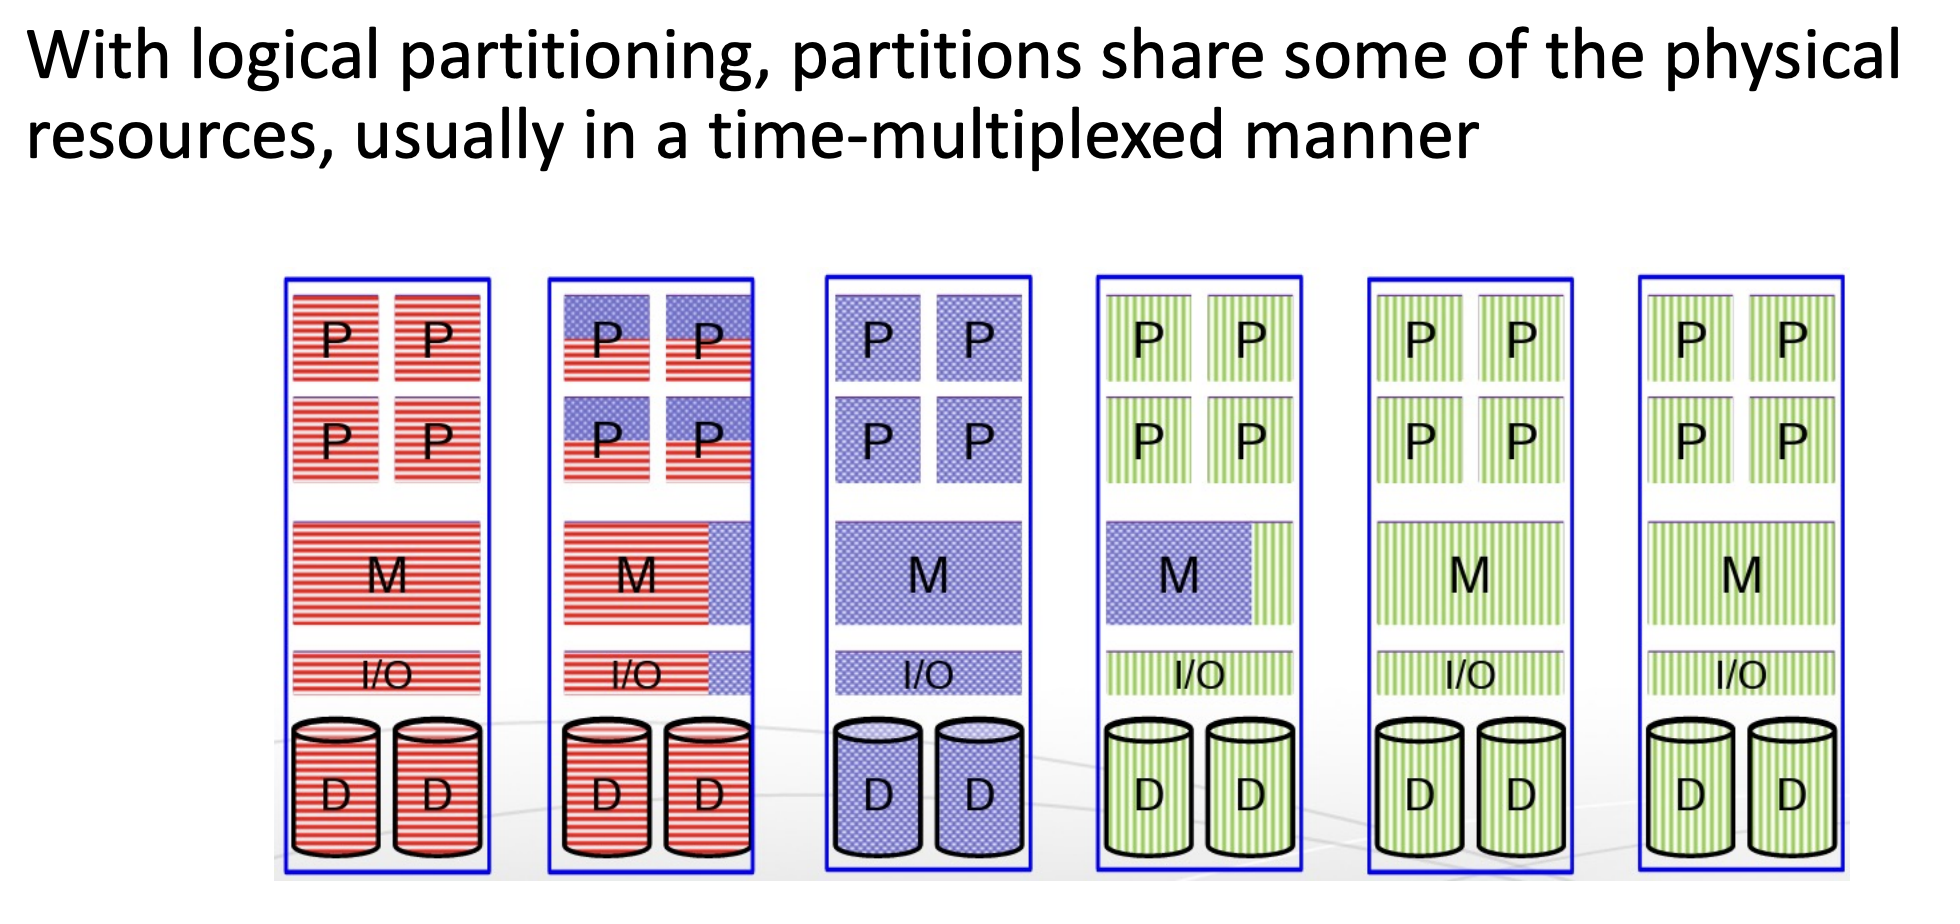 With logical partitioning, partitions share some of the physical
resources, usually in a time-multiplexed manner
P P P P P P P P P P P P
P P P P P P P P P P P P
M M M M M M
I/O I/O I/O I/O I/O I/O
D D D D D D D D D D D D